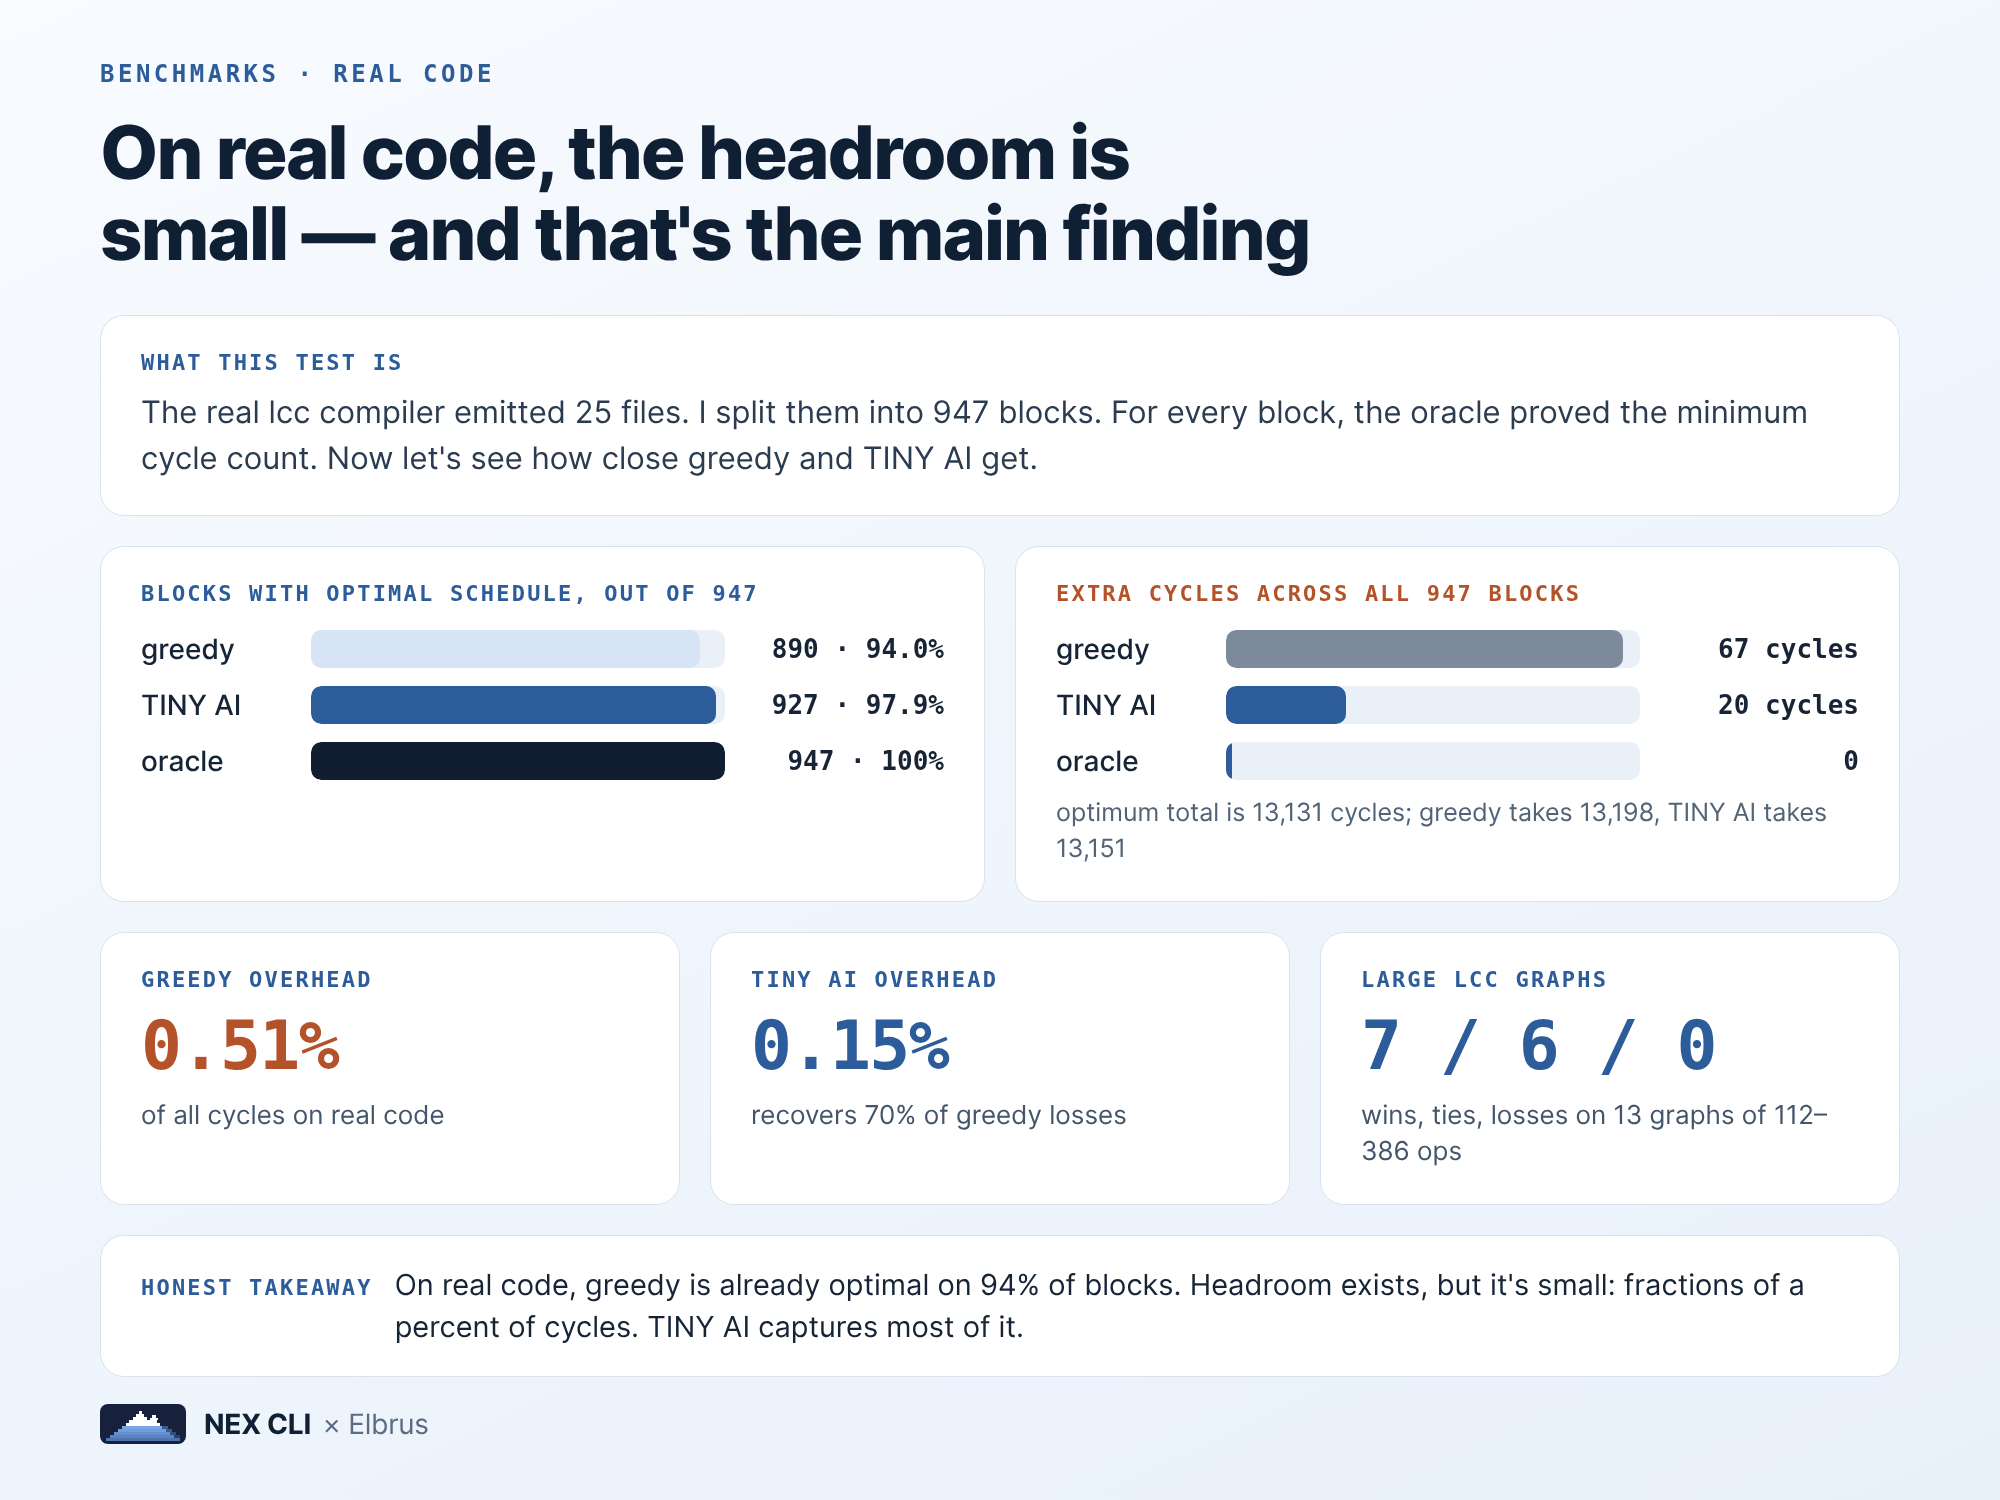 BENCHMARKS · REAL CODE
On real code, the headroom is
small — and that's the main finding
WHAT THIS TEST IS
The real lcc compiler emitted 25 files. I split them into 947 blocks. For every block, the oracle proved the minimum
cycle count. Now let's see how close greedy and TINY AI get.
BLOCKS WITH OPTIMAL SCHEDULE, OUT OF 947
greedy 890 · 94.0%
TINY AI 927 · 97.9%
oracle 947 · 100%
EXTRA CYCLES ACROSS ALL 947 BLOCKS
greedy 67 cycles
TINY AI 20 cycles
oracle 0
optimum total is 13,131 cycles; greedy takes 13,198, TINY AI takes
13,151
GREEDY OVERHEAD
0.51%
of all cycles on real code
TINY AI OVERHEAD
0.15%
recovers 70% of greedy losses
LARGE LCC GRAPHS
7 / 6 / 0
wins, ties, losses on 13 graphs of 112–
386 ops
HONEST TAKEAWAY On real code, greedy is already optimal on 94% of blocks. Headroom exists, but it's small: fractions of a
percent of cycles. TINY AI captures most of it.
NEX CLI × Elbrus